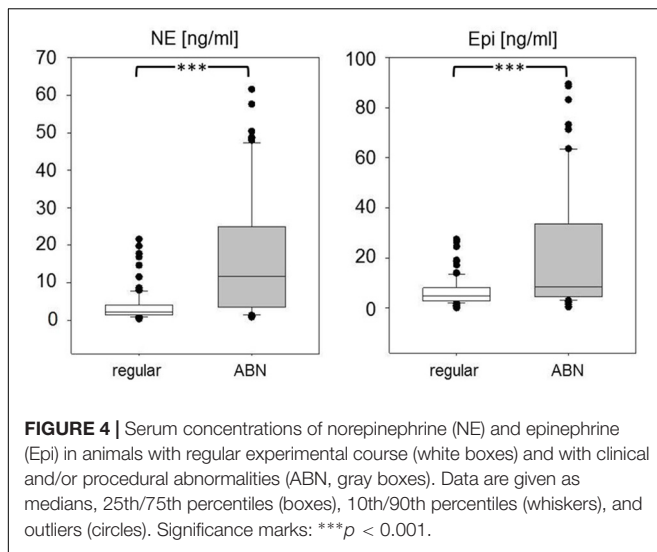 NE [ng/ml]
***
70
60
50
40
30
20
10
0
regular
ABN
Epi [ng/ml]
***
100
80
60
40
20
0
regular
ABN
FIGURE 4 | Serum concentrations of norepinephrine (NE) and epinephrine
(Epi) in animals with regular experimental course (white boxes) and with clinical
and/or procedural abnormalities (ABN, gray boxes). Data are given as
medians, 25th/75th percentiles (boxes), 10th/90th percentiles (whiskers), and
outliers (circles). Significance marks: ***p < 0.001.